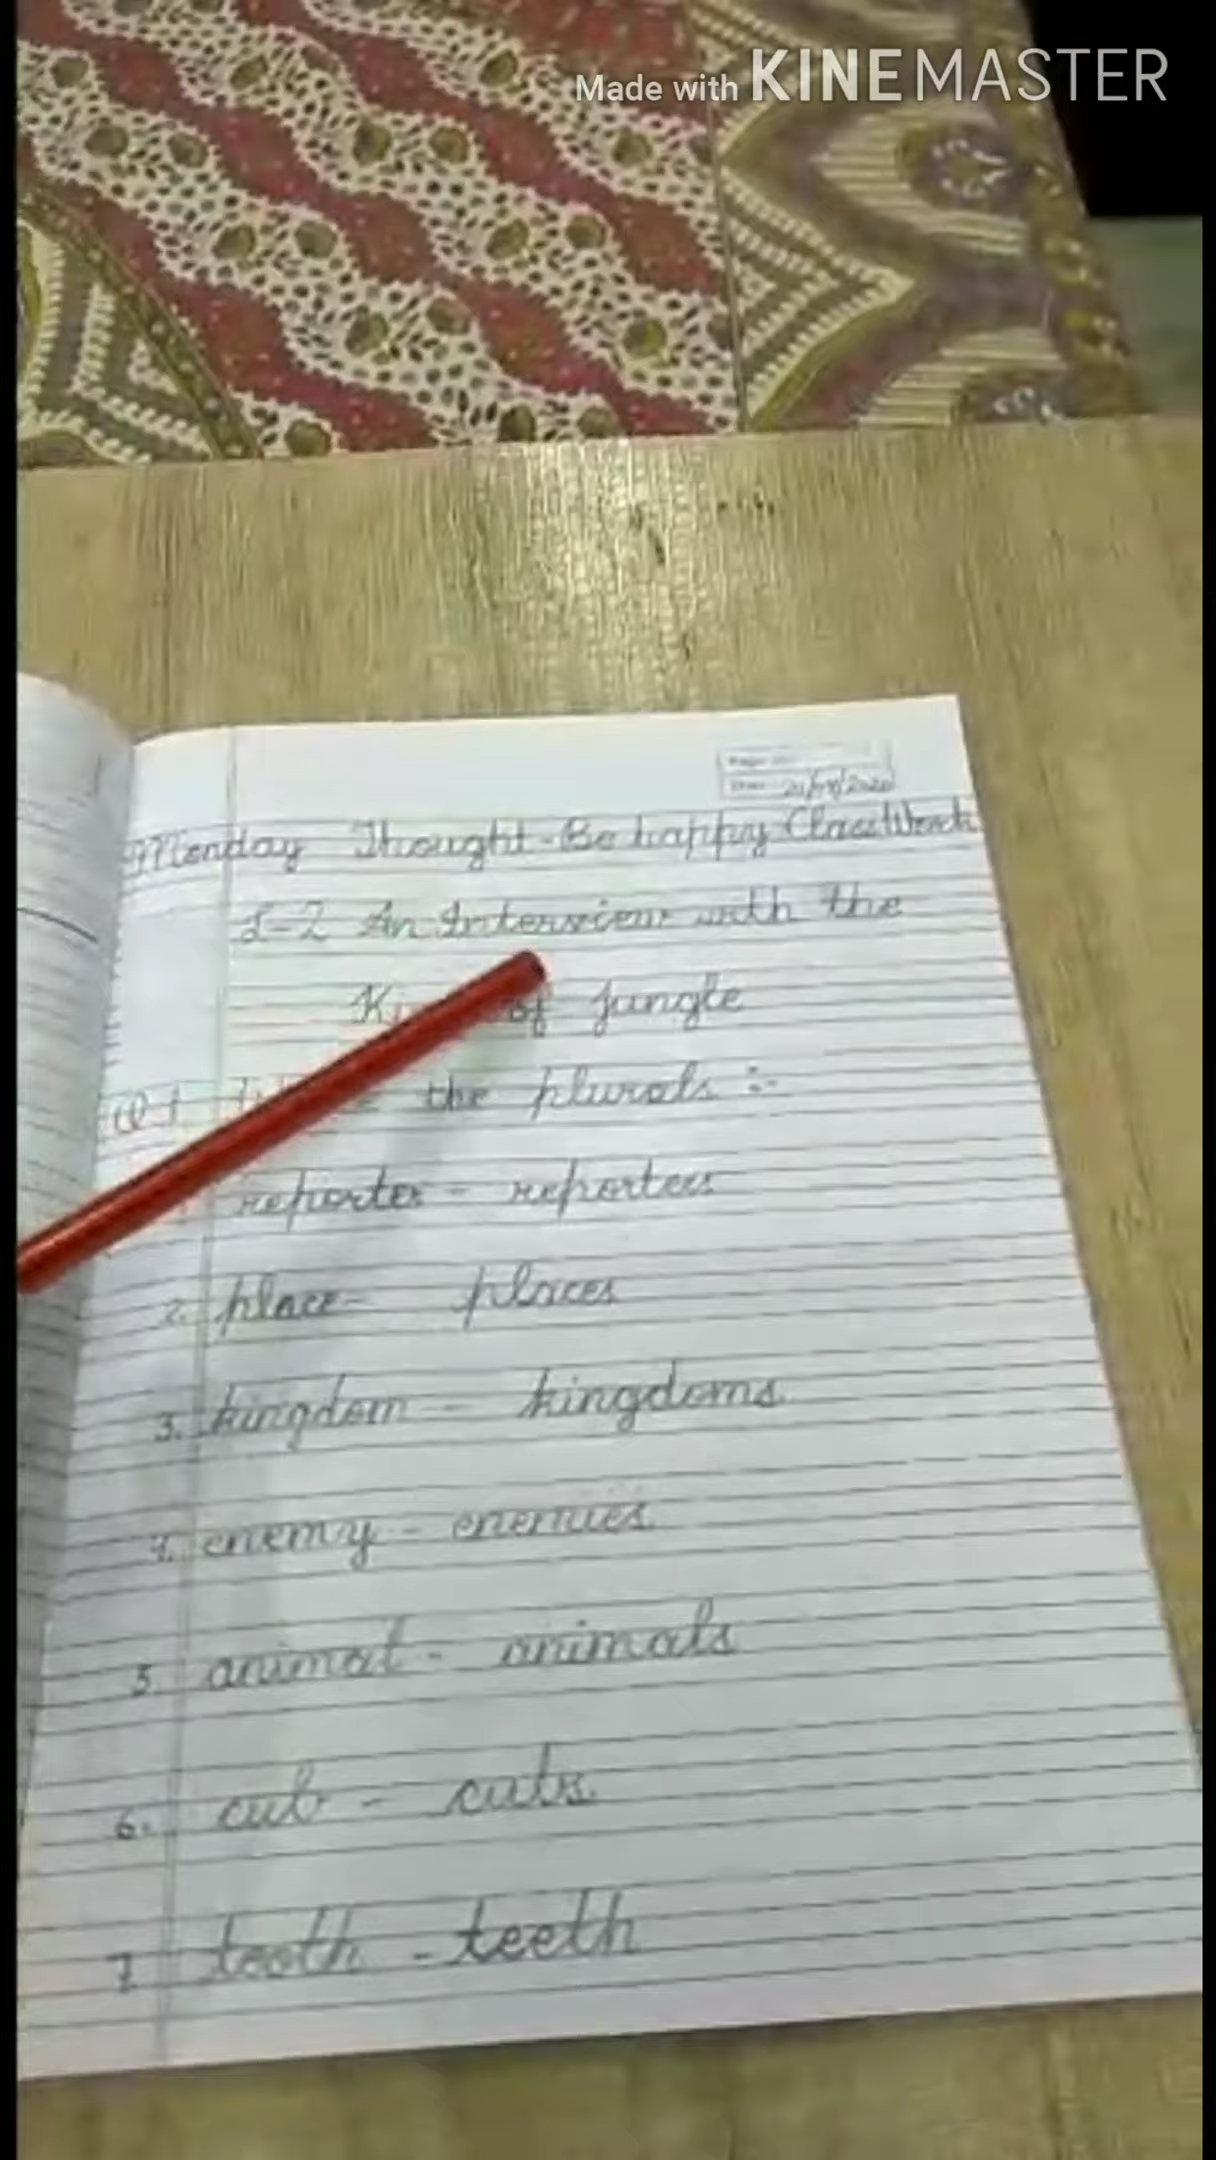 Made with KINEMASTER
Monday Thought-Be happy ClassWork
L-2 An Interview with the
of jungle
Q1. the plurals :-
reporter - reporters
2. place- places
3. kingdom - kingdoms
4. enemy - enemies
5. animal - animals
6. cub - cubs
7. tooth - teeth